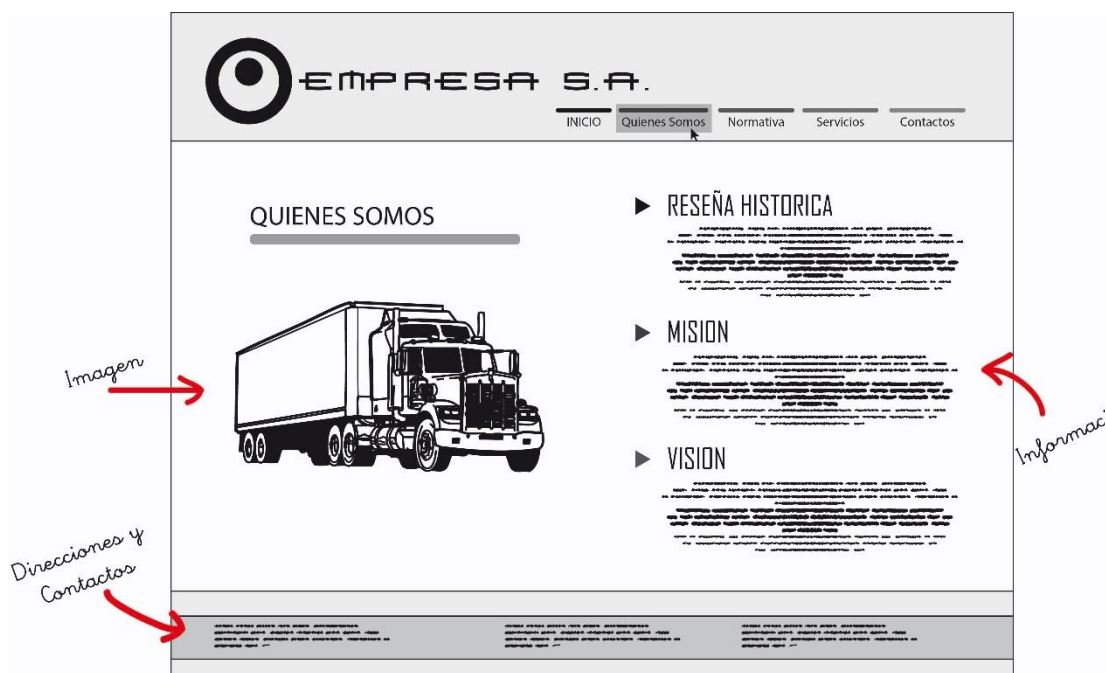 EMPRESA S.A.
INICIO Quienes Somos Normativa Servicios Contactos
QUIENES SOMOS
RESEÑA HISTORICA
MISION
VISION
Imagen
Informaci
Direcciones y
Contactos